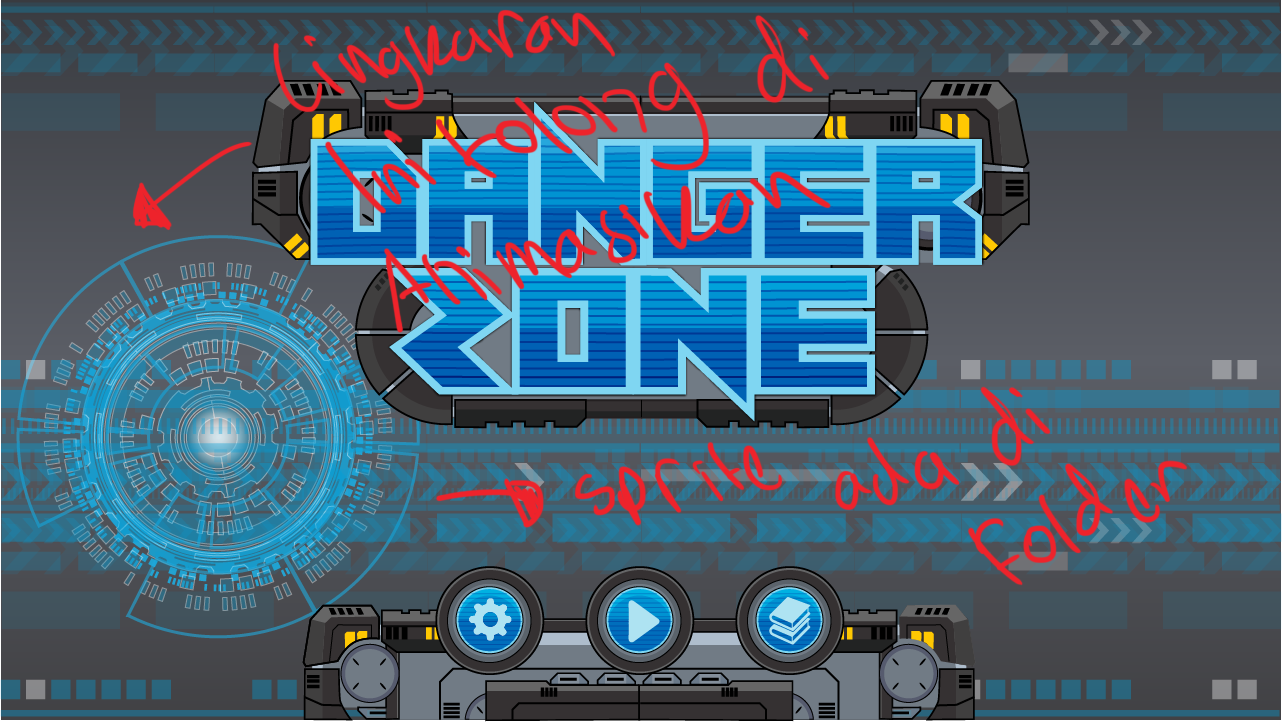 Lingkaran
Ini tolong di
Animasikan
DANGER
ZONE
sprite ada di
Folder